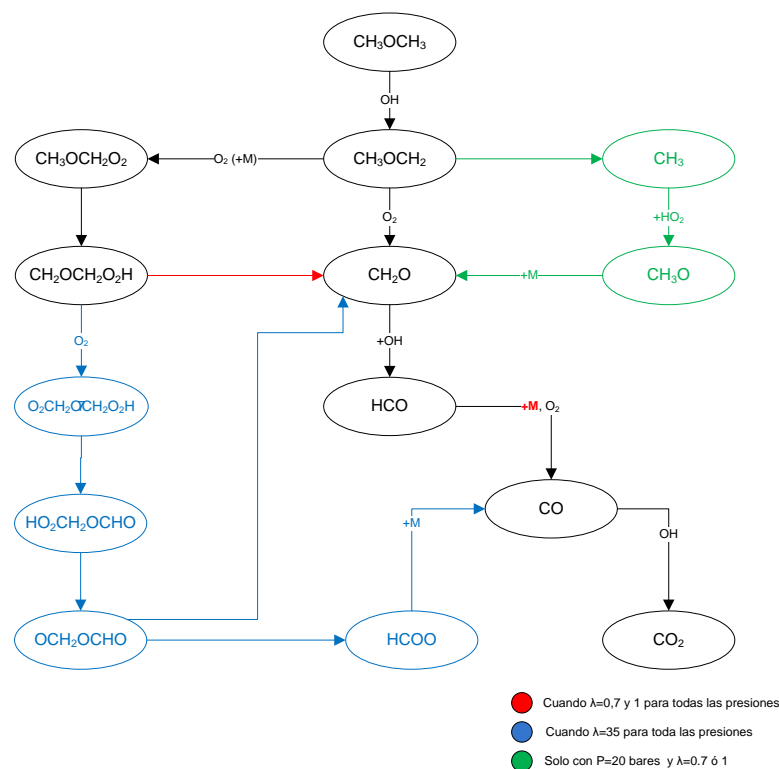 CH₃OCH₃
OH
CH₃OCH₂O₂
O₂ (+M)
CH₃OCH₂
CH₃
O₂
+HO₂
CH₂OCH₂O₂H
CH₂O
+M
CH₃O
O₂
+OH
O₂CH₂OCH₂O₂H
HCO
+M, O₂
HO₂CH₂OCHO
+M
CO
OH
OCH₂OCHO
HCOO
CO₂
Cuando λ=0,7 y 1 para todas las presiones
Cuando λ=35 para toda las presiones
Solo con P=20 bares y λ=0.7 ó 1